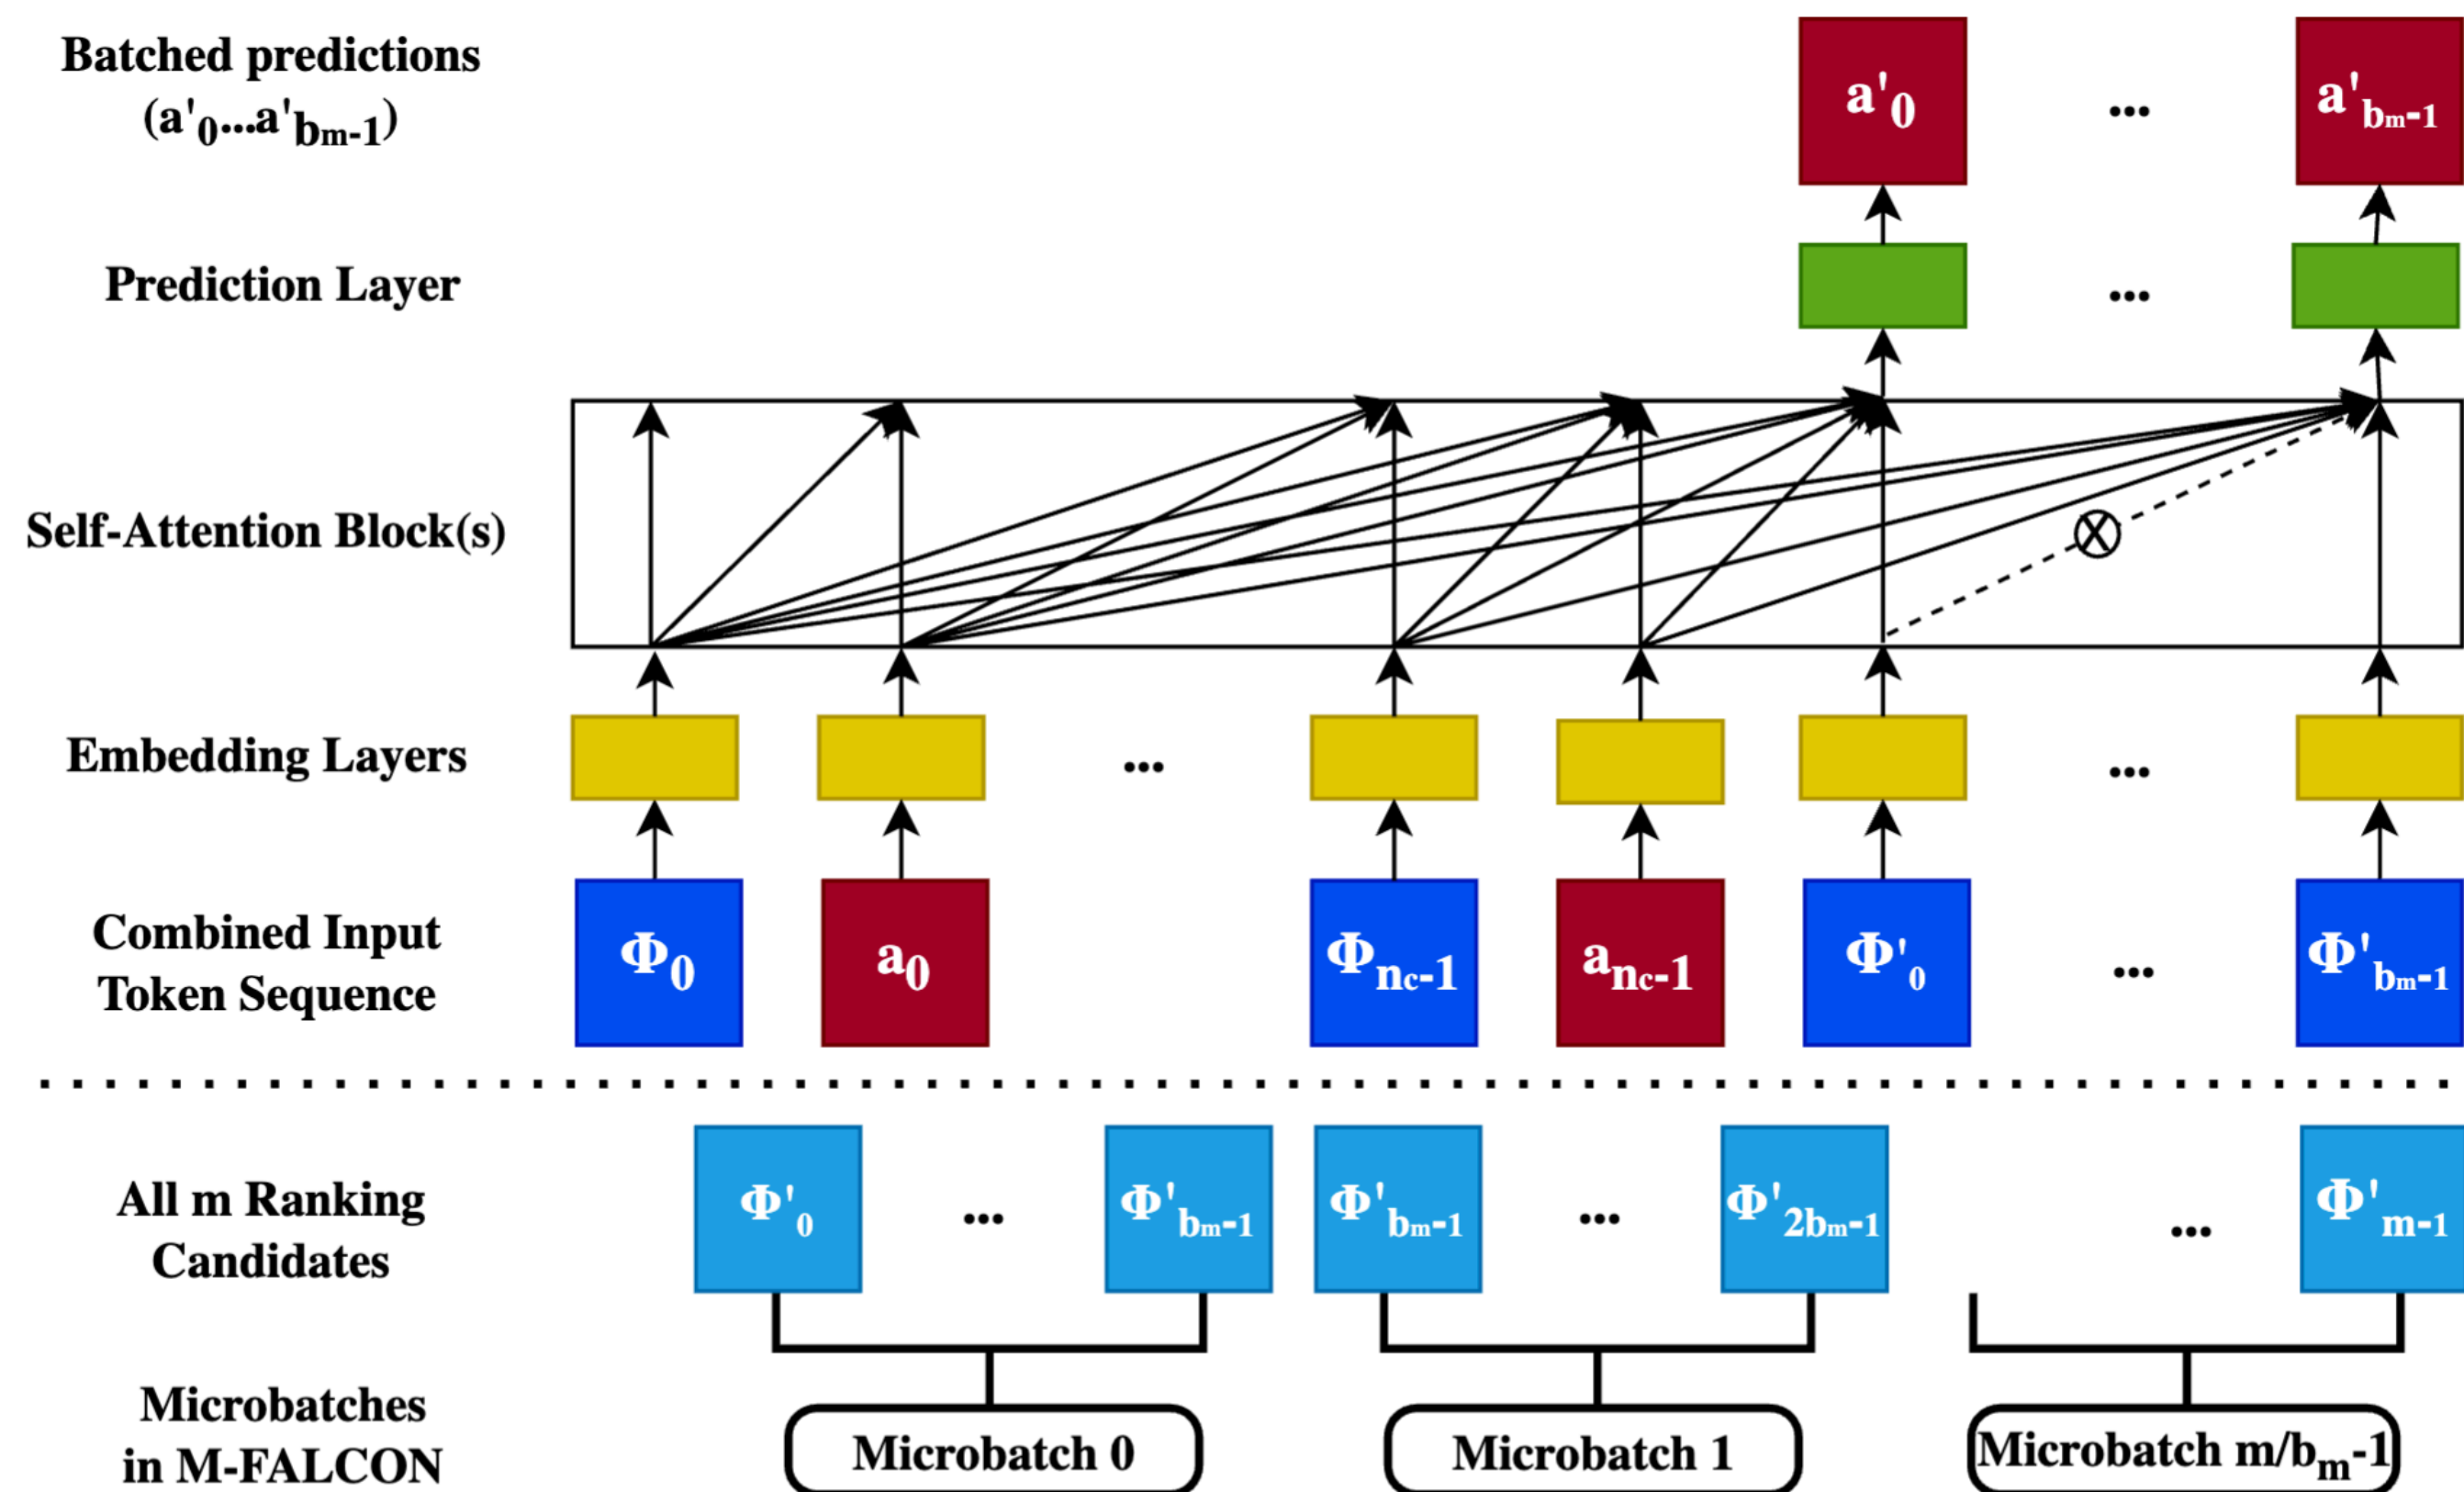 Batched predictions
(a'0...a'bm-1)
a'0
...
a'bm-1
Prediction Layer
...
Self-Attention Block(s)
X
Embedding Layers
...
...
Combined Input
Token Sequence
Φ0
a0
Φnc-1
anc-1
Φ'0
...
Φ'bm-1
All m Ranking
Candidates
Φ'0
...
Φ'bm-1
Φ'bm-1
...
Φ'2bm-1
...
Φ'm-1
Microbatches
in M-FALCON
Microbatch 0
Microbatch 1
Microbatch m/bm-1